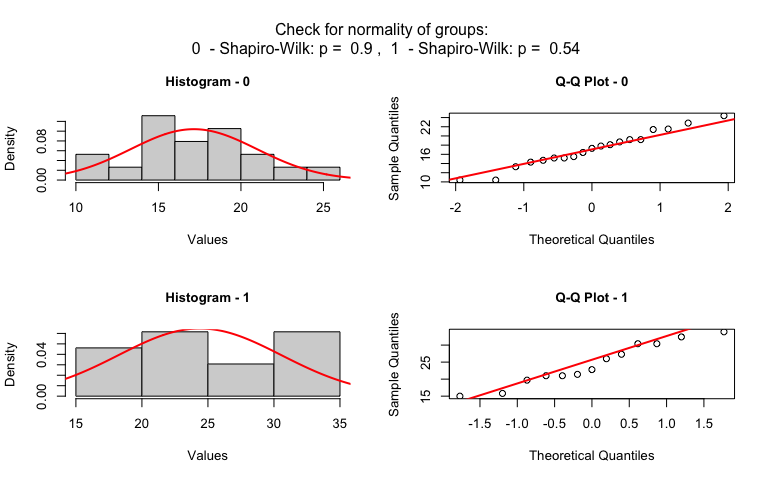 Check for normality of groups:
0 - Shapiro-Wilk: p = 0.9 , 1 - Shapiro-Wilk: p = 0.54
Histogram - 0
Density
0.00 0.08
10 15 20 25
Values
Q-Q Plot - 0
Sample Quantiles
10 16 22
-2 -1 0 1 2
Theoretical Quantiles
Histogram - 1
Density
0.00 0.04
15 20 25 30 35
Values
Q-Q Plot - 1
Sample Quantiles
15 25
-1.5 -1.0 -0.5 0.0 0.5 1.0 1.5
Theoretical Quantiles